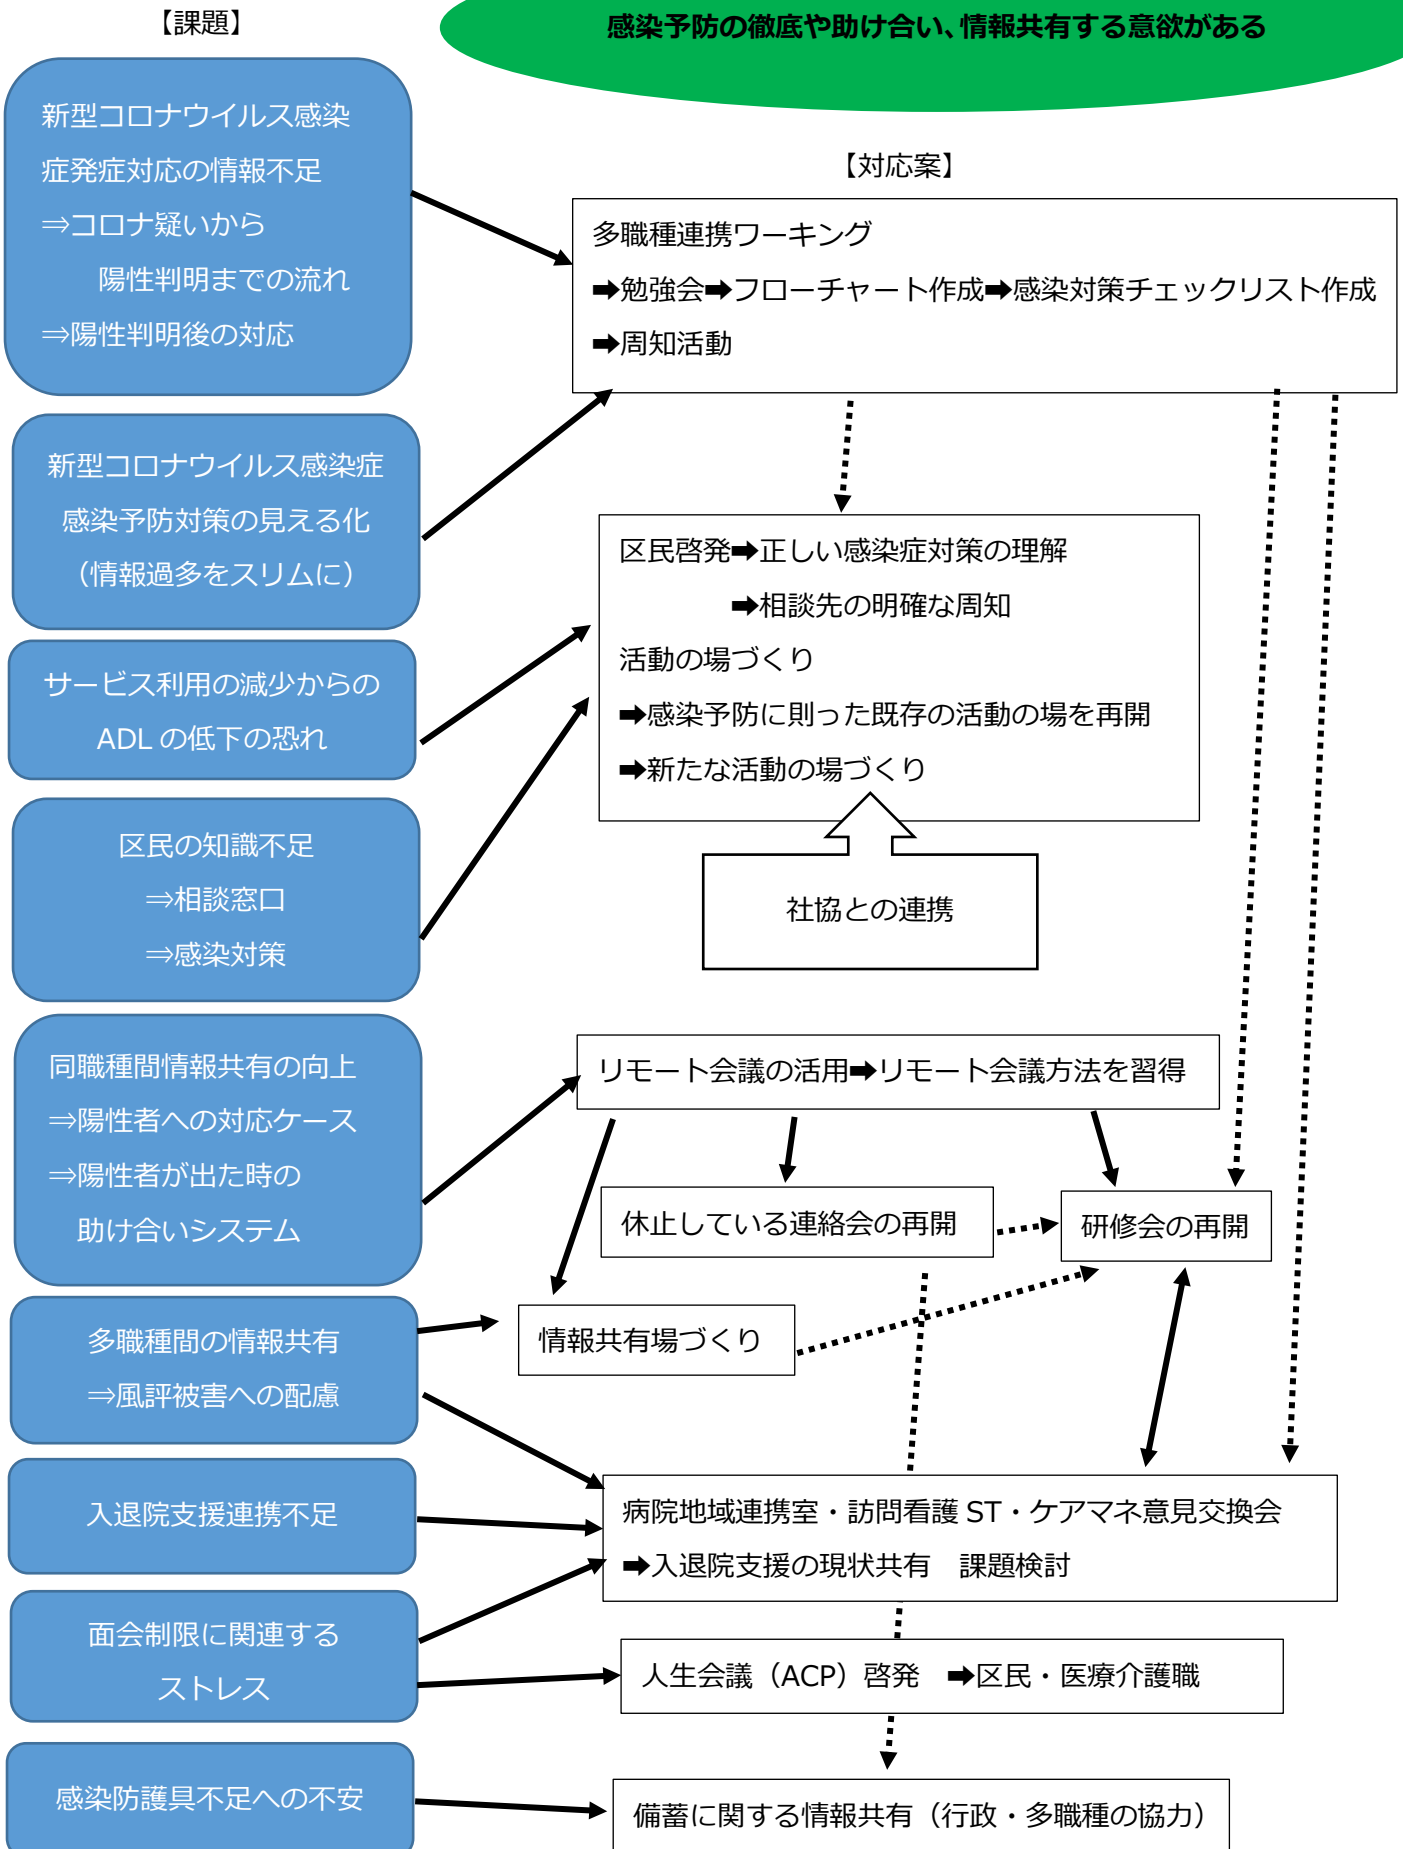 【課題】
感染予防の徹底や助け合い、情報共有する意欲がある
新型コロナウイルス感染
症発症対応の情報不足
⇒コロナ疑いから
陽性判明までの流れ
⇒陽性判明後の対応
【対応案】
多職種連携ワーキング
➡勉強会➡フローチャート作成➡感染対策チェックリスト作成
➡周知活動
新型コロナウイルス感染症
感染予防対策の見える化
（情報過多をスリムに）
区民啓発➡正しい感染症対策の理解
➡相談先の明確な周知
活動の場づくり
➡感染予防に則った既存の活動の場を再開
➡新たな活動の場づくり
サービス利用の減少からの
ADL の低下の恐れ
区民の知識不足
⇒相談窓口
⇒感染対策
社協との連携
同職種間情報共有の向上
⇒陽性者への対応ケース
⇒陽性者が出た時の
助け合いシステム
リモート会議の活用➡リモート会議方法を習得
休止している連絡会の再開
研修会の再開
多職種間の情報共有
⇒風評被害への配慮
情報共有場づくり
入退院支援連携不足
病院地域連携室・訪問看護 ST・ケアマネ意見交換会
➡入退院支援の現状共有　課題検討
面会制限に関連する
ストレス
人生会議（ACP）啓発　➡区民・医療介護職
感染防護具不足への不安
備蓄に関する情報共有（行政・多職種の協力）